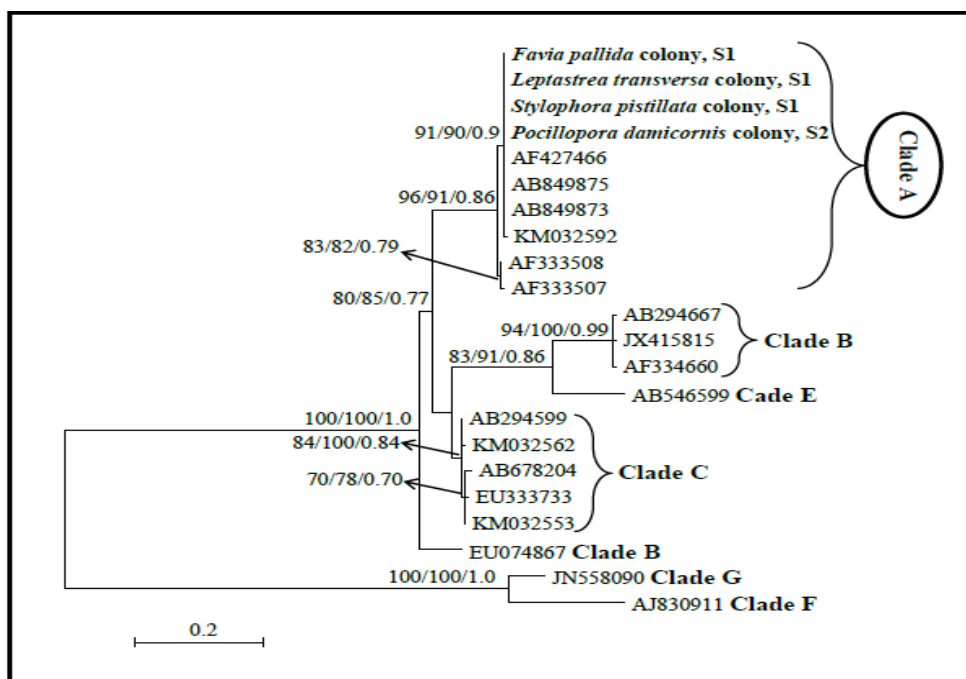 Favia pallida colony, S1
Leptastrea transversa colony, S1
Stylophora pistillata colony, S1
91/90/0.9 Pocillopora damicornis colony, S2
AF427466
Clade A
96/91/0.86 AB849875
AB849873
KM032592
83/82/0.79 AF333508
AF333507
80/85/0.77
AB294667
94/100/0.99 JX415815 Clade B
83/91/0.86 AF334660
AB546599 Cade E
100/100/1.0 AB294599
84/100/0.84 KM032562
AB678204 Clade C
70/78/0.70 EU333733
KM032553
EU074867 Clade B
100/100/1.0 JN558090 Clade G
AJ830911 Clade F
0.2